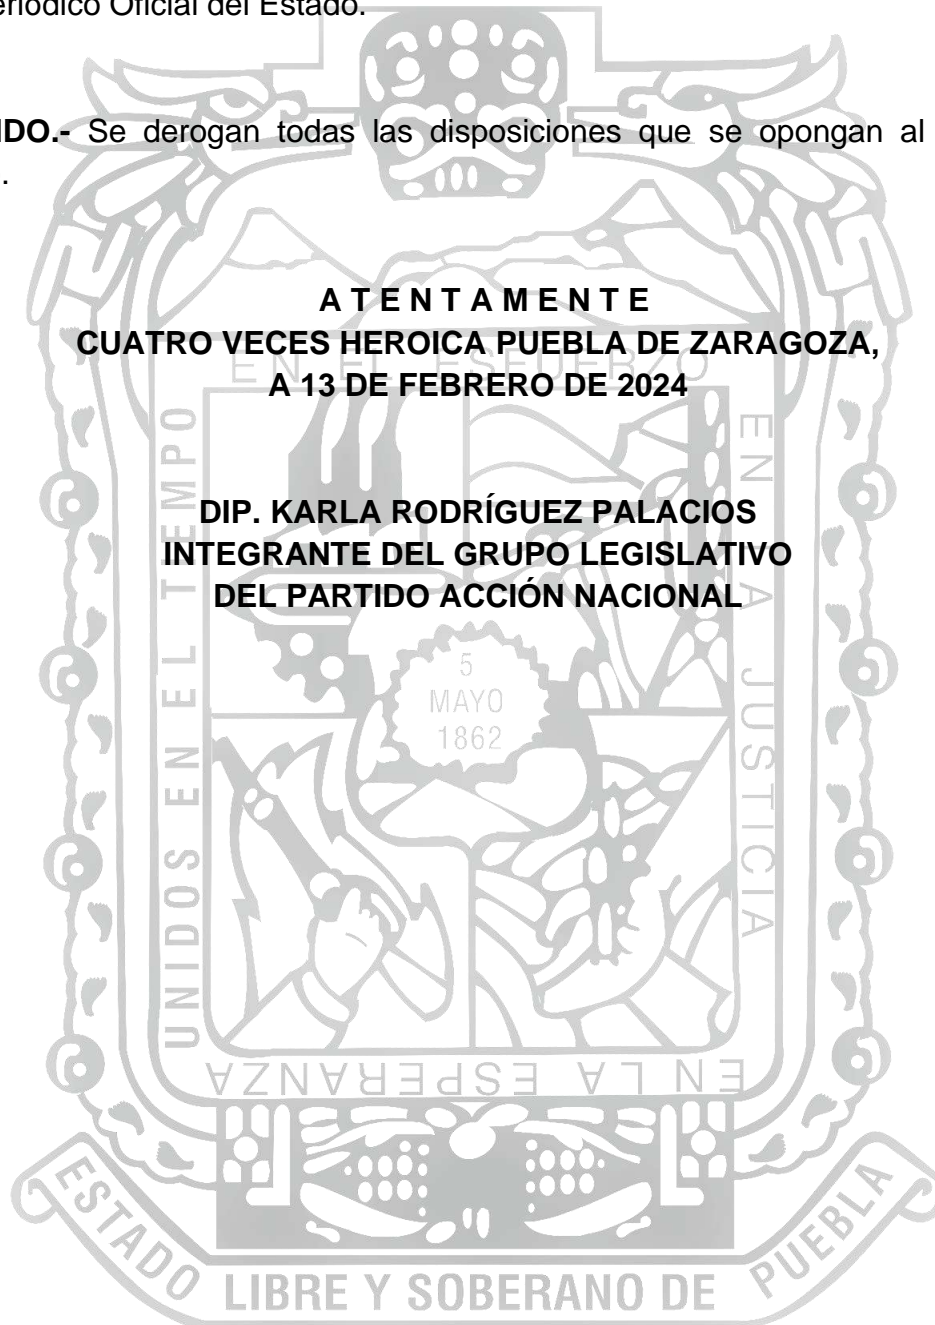 eriódico Oficial del Estado.
NDO.- Se derogan todas las disposiciones que se opongan al
.
A T E N T A M E N T E
CUATRO VECES HEROICA PUEBLA DE ZARAGOZA,
A 13 DE FEBRERO DE 2024
DIP. KARLA RODRÍGUEZ PALACIOS
INTEGRANTE DEL GRUPO LEGISLATIVO
DEL PARTIDO ACCIÓN NACIONAL
UNIDOS EN EL TIEMPO
EN EL ESFUERZO
EN LA JUSTICIA
EN LA ESPERANZA
5
MAYO
1862
ESTADO LIBRE Y SOBERANO DE PUEBLA